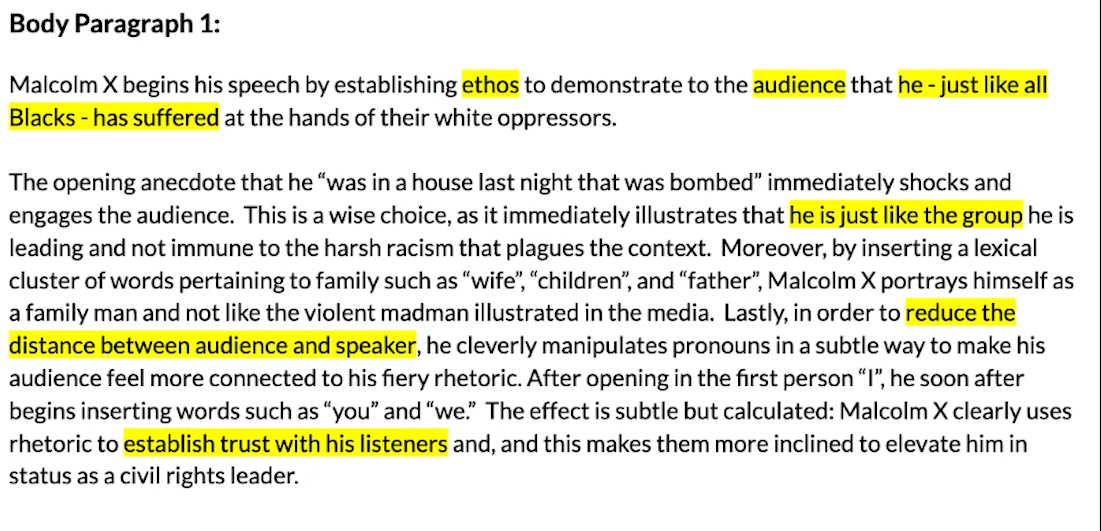 Body Paragraph 1:
Malcolm X begins his speech by establishing ethos to demonstrate to the audience that he - just like all
Blacks - has suffered at the hands of their white oppressors.
The opening anecdote that he “was in a house last night that was bombed” immediately shocks and
engages the audience.  This is a wise choice, as it immediately illustrates that he is just like the group he is
leading and not immune to the harsh racism that plagues the context.  Moreover, by inserting a lexical
cluster of words pertaining to family such as “wife”, “children”, and “father”, Malcolm X portrays himself as
a family man and not like the violent madman illustrated in the media.  Lastly, in order to reduce the
distance between audience and speaker, he cleverly manipulates pronouns in a subtle way to make his
audience feel more connected to his fiery rhetoric. After opening in the first person “I”, he soon after
begins inserting words such as “you” and “we.”  The effect is subtle but calculated: Malcolm X clearly uses
rhetoric to establish trust with his listeners and, and this makes them more inclined to elevate him in
status as a civil rights leader.